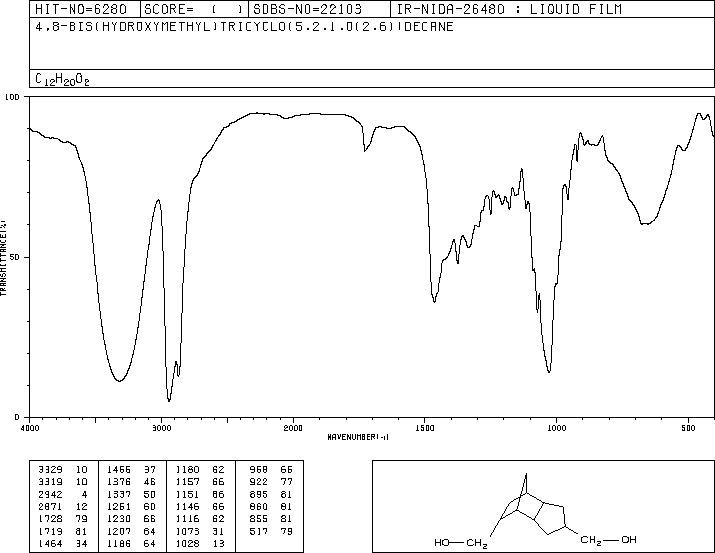 HIT-NO=6280 SCORE= ( ) SDBS-NO=22103 IR-NIDA-26480 : LIQUID FILM
4,8-BIS(HYDROXYMETHYL)TRICYCLO(5.2.1.0(2.6))DECANE
C12H20O2
100
50
0
TRANSMITTANCE(%)
4000 3000 2000 1500 1000 500
WAVENUMBER(-1)
3329 10 1466 37 1180 62 968 66
3319 10 1376 46 1157 66 922 77
2942 4 1337 50 1151 66 895 81
2871 12 1261 60 1146 66 860 81
1728 79 1230 66 1116 62 855 81
1719 81 1207 64 1073 31 517 79
1464 34 1186 64 1028 13
HO CH2
CH2 OH